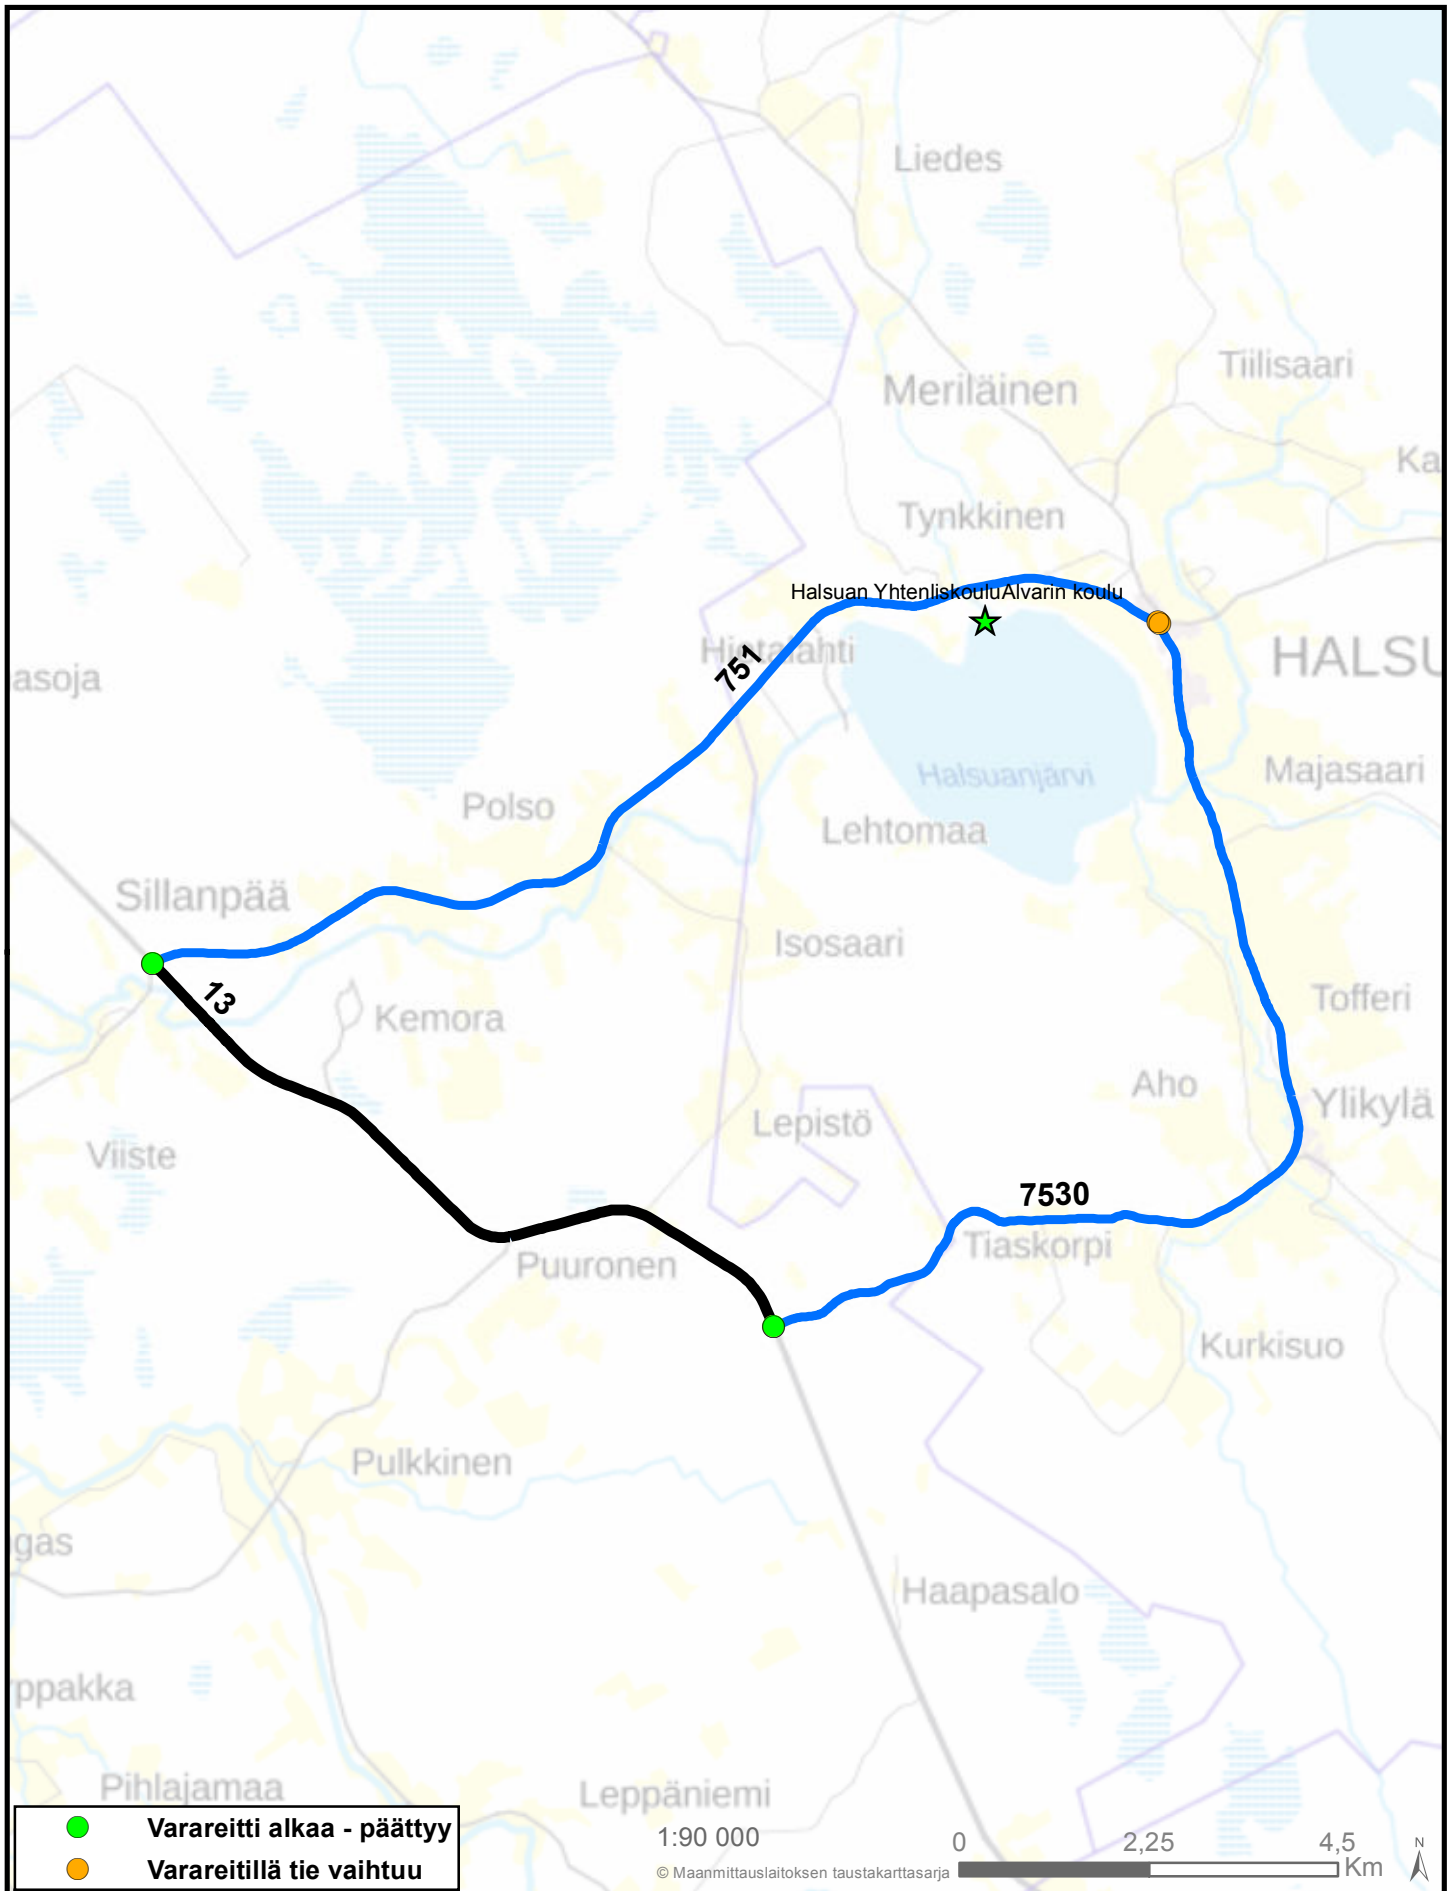 Liedes
Tiilisaari
Meriläinen
Ka
Tynkkinen
Halsuan YhtenliskouluAlvarin koulu
HALSU
751
asoja
Halsuanjärvi
Majasaari
Polso
Lehtomaa
Sillanpää
Isosaari
13
Kemora
Tofferi
Aho
Ylikylä
Lepistö
Viiste
7530
Tiaskorpi
Puuronen
Kurkisuo
Pulkkinen
gas
Haapasalo
ppakka
Pihlajamaa
Leppäniemi
Varareitti alkaa - päättyy
Varareitillä tie vaihtuu
1:90 000
© Maanmittauslaitoksen taustakarttasarja
0 2,25 4,5
Km
N